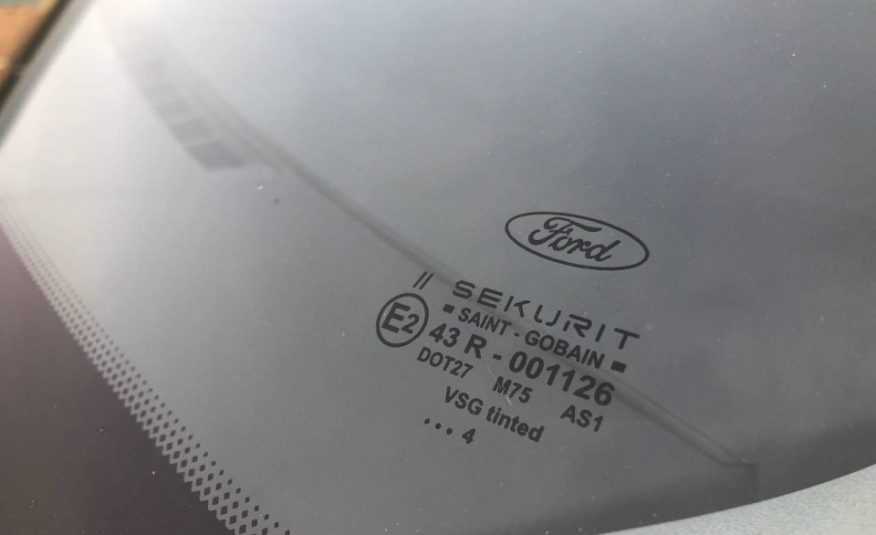 Ford
// SEKURIT
▪ SAINT - GOBAIN ▪
E2 43 R - 001126
DOT27 M75 AS1
VSG tinted
... 4